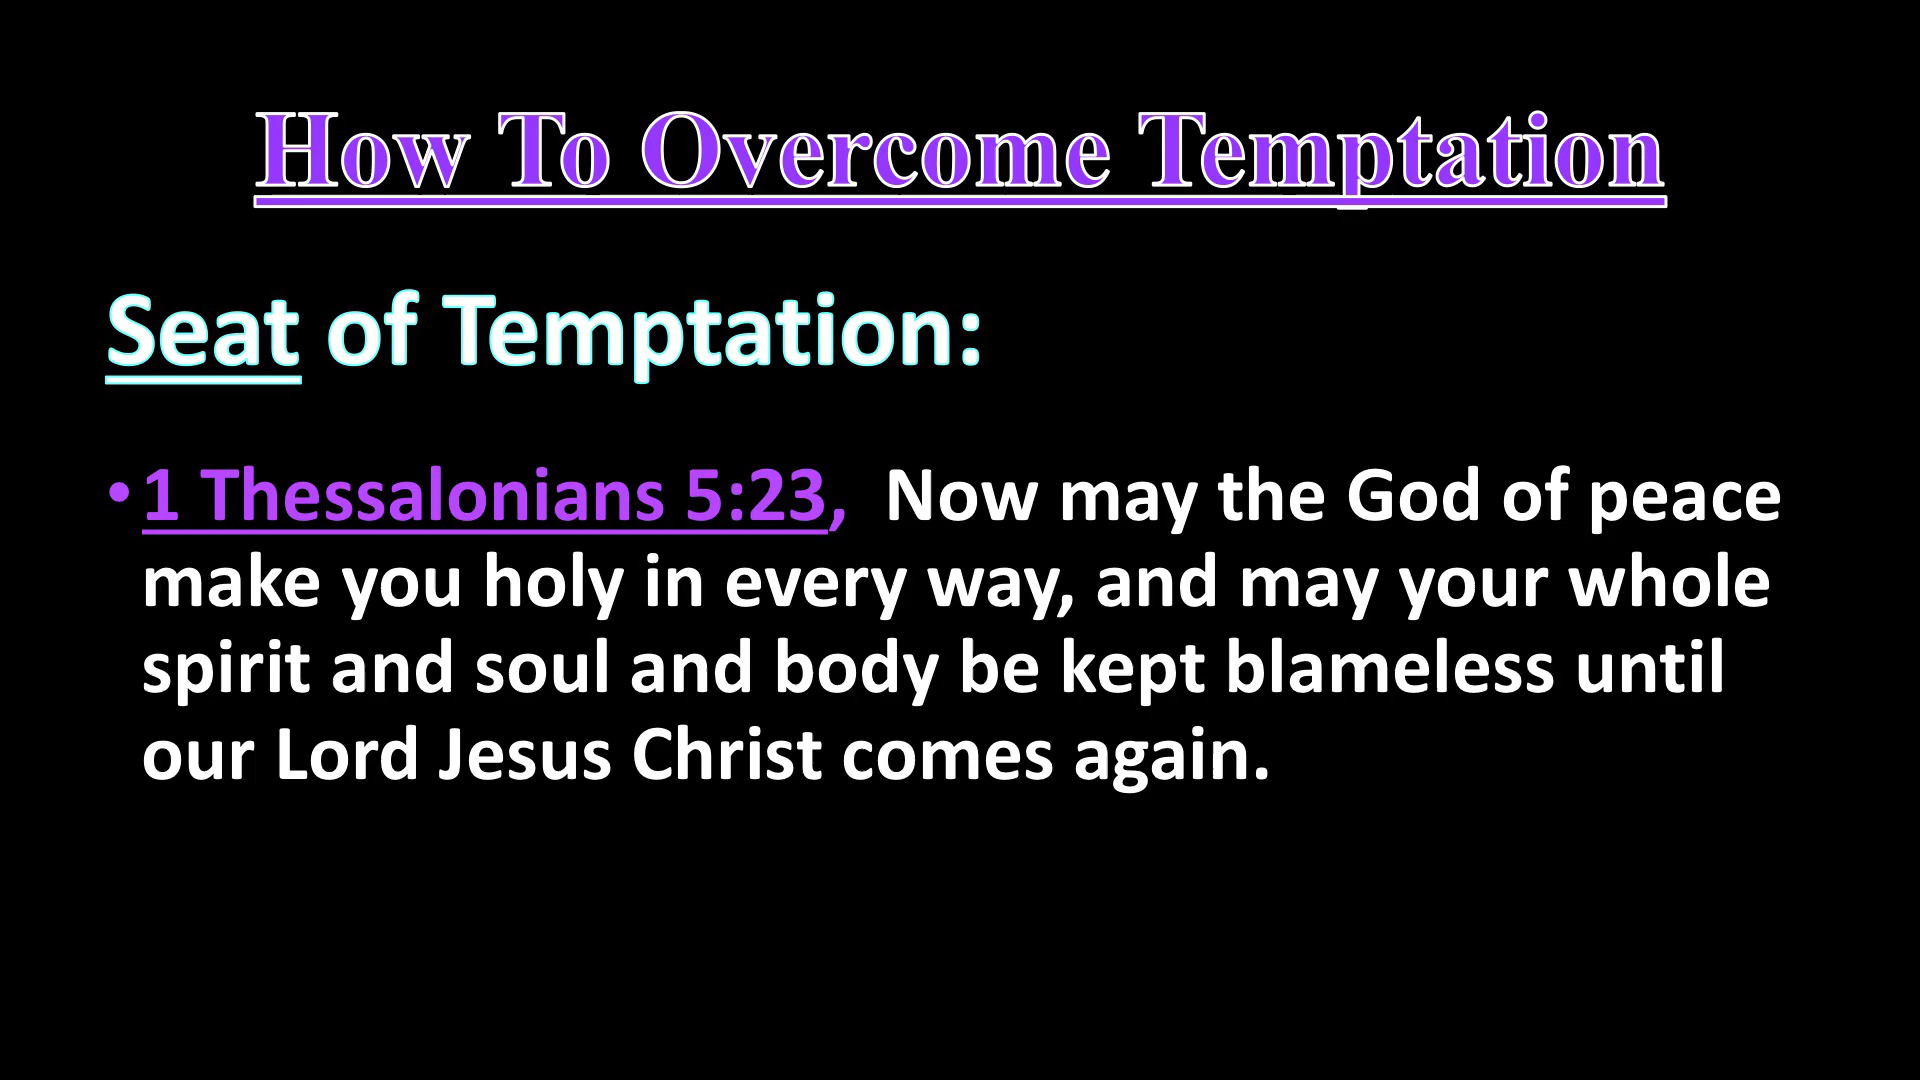 How To Overcome Temptation
Seat of Temptation:
• 1 Thessalonians 5:23,  Now may the God of peace
make you holy in every way, and may your whole
spirit and soul and body be kept blameless until
our Lord Jesus Christ comes again.